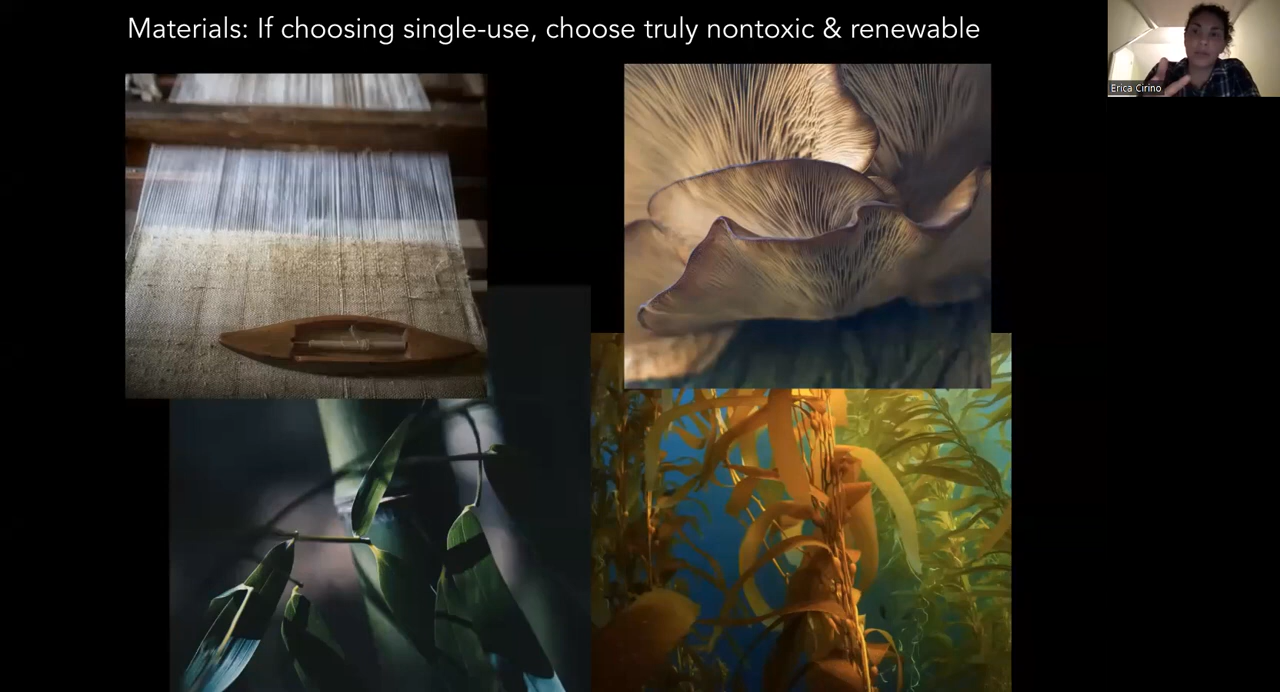 Materials: If choosing single-use, choose truly nontoxic & renewable
Erica Cirino